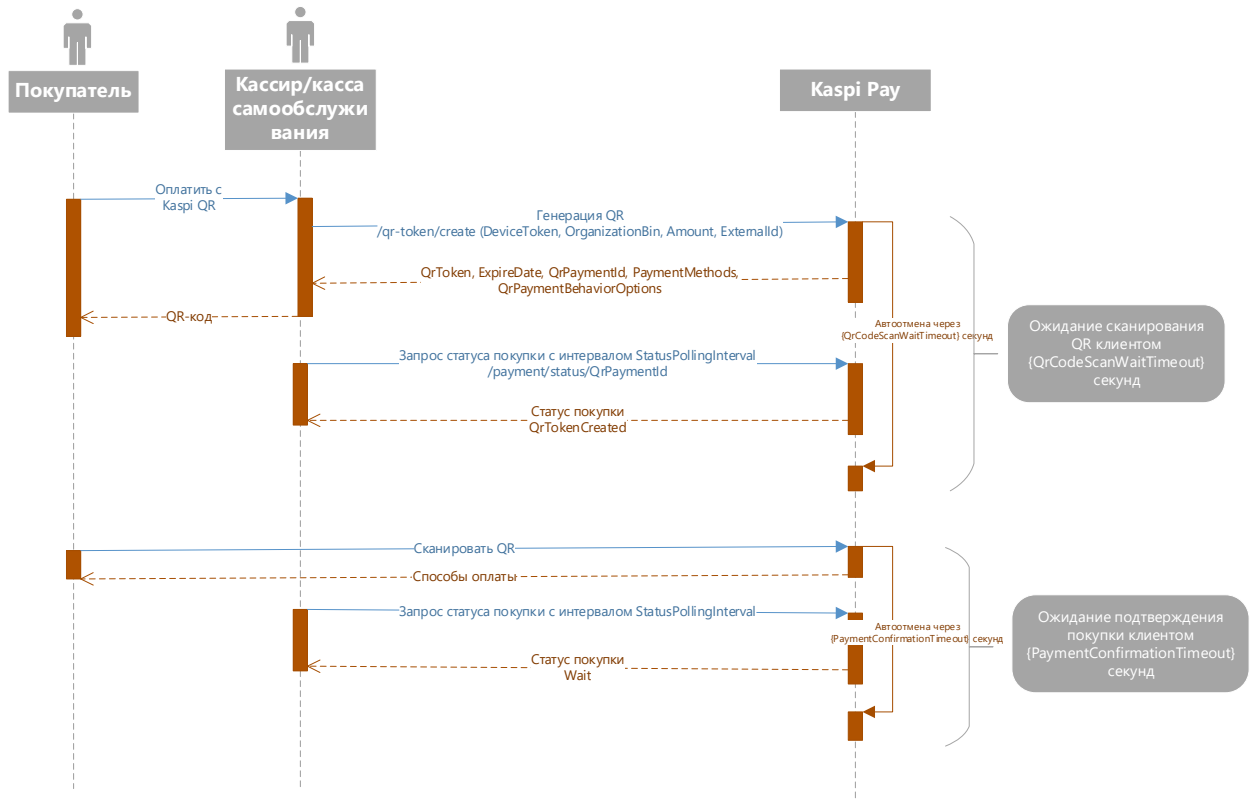 Покупатель
Кассир/касса
самообслужи
вания
Kaspi Pay
Оплатить с
Kaspi QR
Генерация QR
/qr-token/create (DeviceToken, OrganizationBin, Amount, ExternalId)
QrToken, ExpireDate, QrPaymentId, PaymentMethods,
QrPaymentBehaviorOptions
QR-код
Автоотмена через
{QrCodeScanWaitTimeout} секунд
Ожидание сканирования
QR клиентом
{QrCodeScanWaitTimeout}
секунд
Запрос статуса покупки с интервалом StatusPollingInterval
/payment/status/QrPaymentId
Статус покупки
QrTokenCreated
Сканировать QR
Способы оплаты
Запрос статуса покупки с интервалом StatusPollingInterval
Автоотмена через
{PaymentConfirmationTimeout} секунд
Ожидание подтверждения
покупки клиентом
{PaymentConfirmationTimeout}
секунд
Статус покупки
Wait